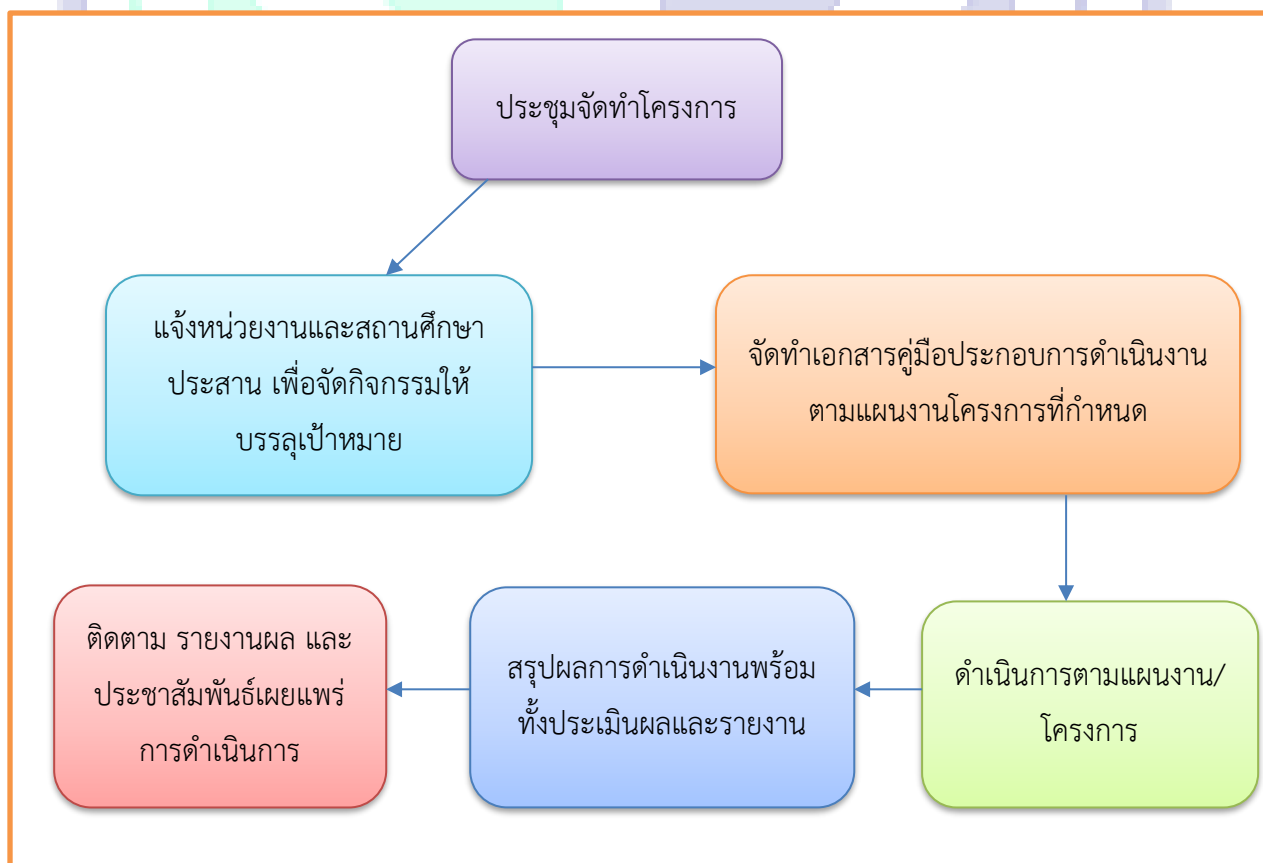 ประชุมจัดทำโครงการ
แจ้งหน่วยงานและสถานศึกษา
ประสาน เพื่อจัดกิจกรรมให้
บรรลุเป้าหมาย
จัดทำเอกสารคู่มือประกอบการดำเนินงาน
ตามแผนงานโครงการที่กำหนด
ดำเนินการตามแผนงาน/
โครงการ
สรุปผลการดำเนินงานพร้อม
ทั้งประเมินผลและรายงาน
ติดตาม รายงานผล และ
ประชาสัมพันธ์เผยแพร่
การดำเนินการ